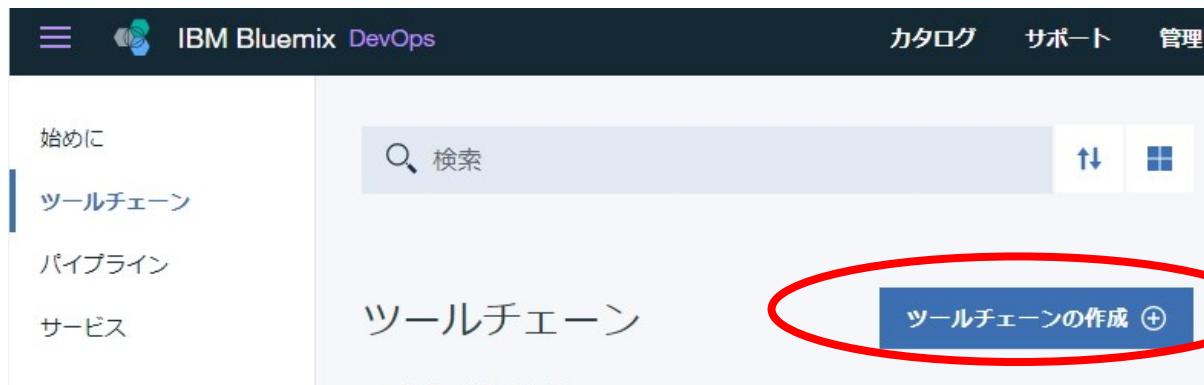 IBM Bluemix DevOps カタログ サポート 管理
始めに
検索
ツールチェーン
パイプライン
サービス
ツールチェーン
ツールチェーンの作成